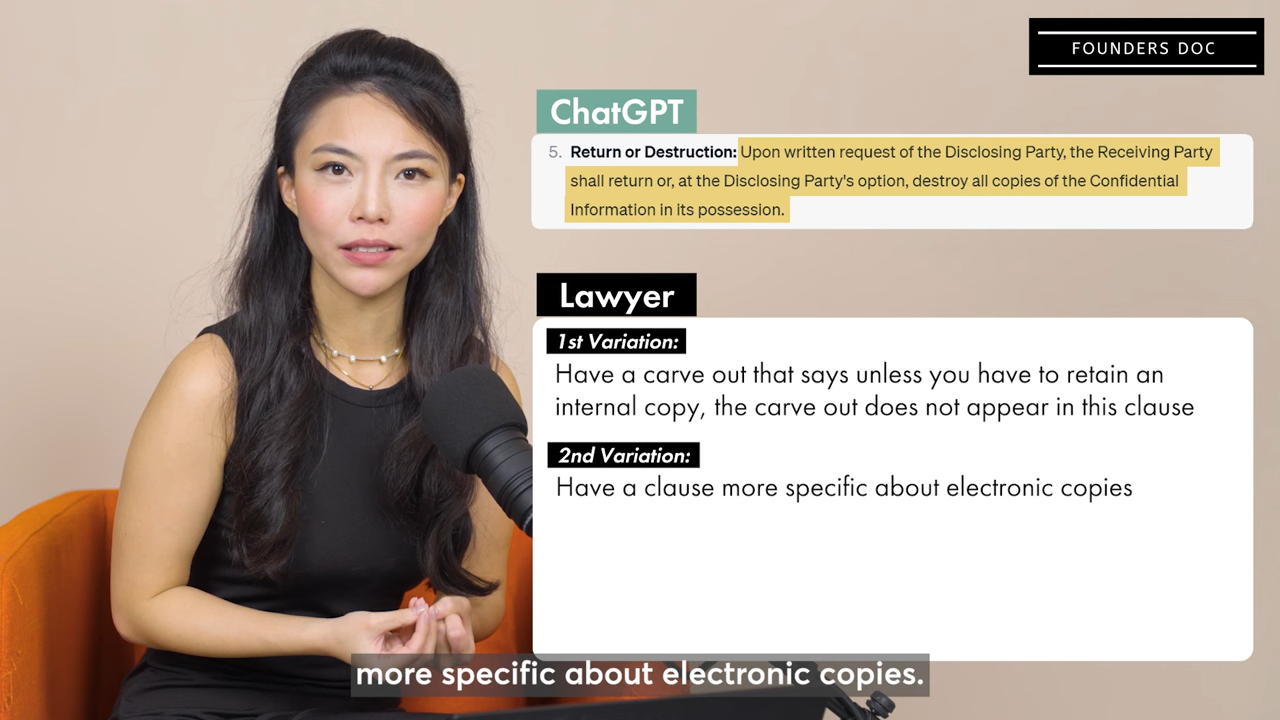 FOUNDERS DOC
ChatGPT
5. Return or Destruction: Upon written request of the Disclosing Party, the Receiving Party
shall return or, at the Disclosing Party's option, destroy all copies of the Confidential
Information in its possession.
Lawyer
1st Variation:
Have a carve out that says unless you have to retain an
internal copy, the carve out does not appear in this clause
2nd Variation:
Have a clause more specific about electronic copies
more specific about electronic copies.